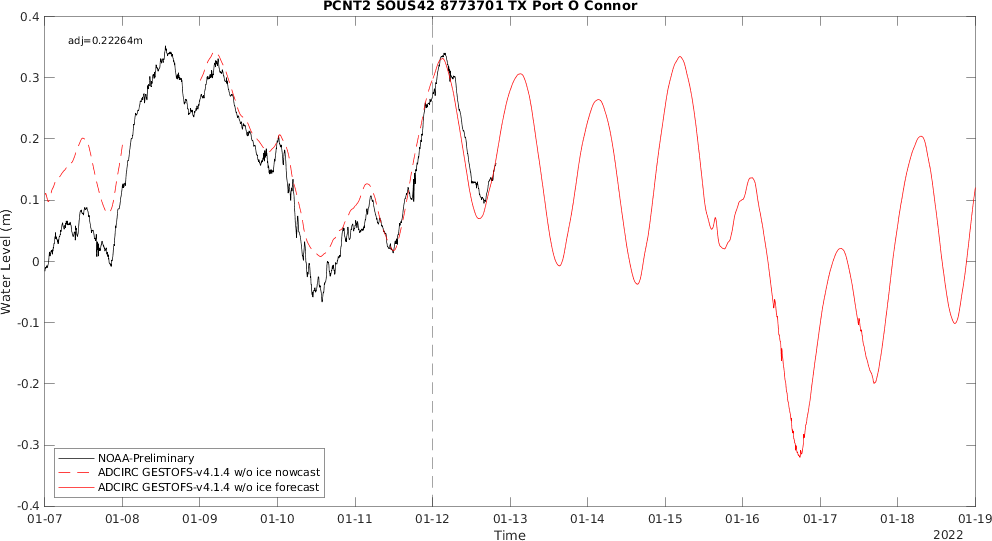 PCNT2 SOUS42 8773701 TX Port O Connor
adj=0.22264m
0.4
0.3
0.2
0.1
0
-0.1
-0.2
-0.3
-0.4
Water Level (m)
NOAA-Preliminary
ADCIRC GESTOFS-v4.1.4 w/o ice nowcast
ADCIRC GESTOFS-v4.1.4 w/o ice forecast
01-07 01-08 01-09 01-10 01-11 01-12 01-13 01-14 01-15 01-16 01-17 01-18 01-19
Time
2022